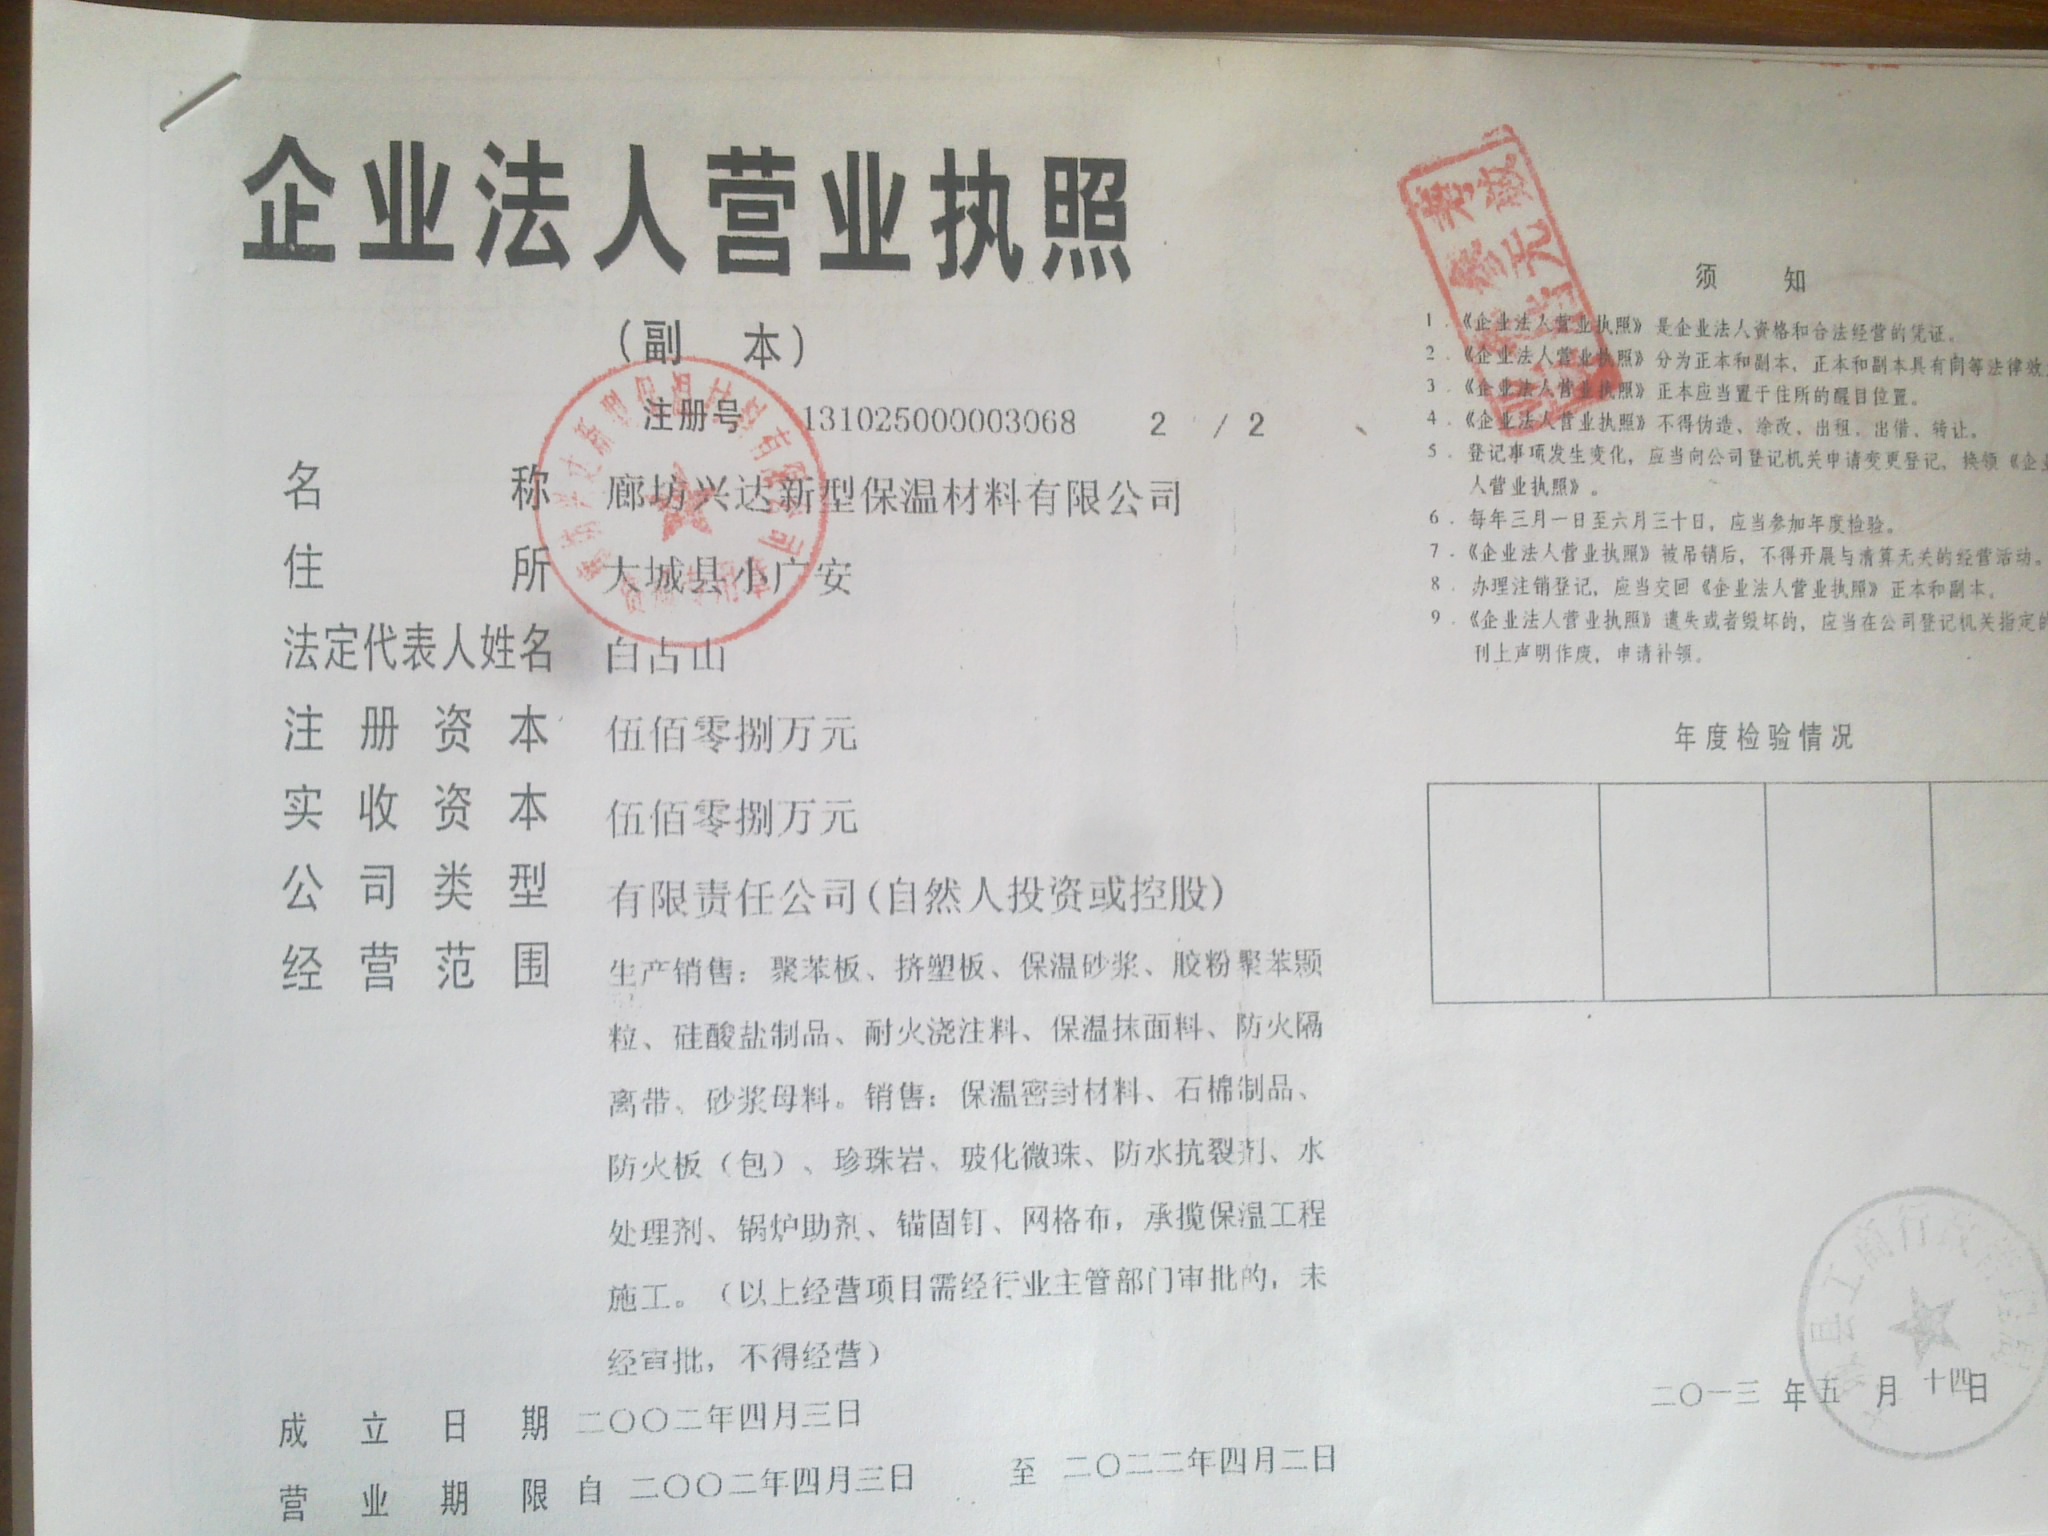 企业法人营业执照
（副 本）
注册号 131025000003068 2 / 2
名 称 廊坊兴达新型保温材料有限公司
住 所 大城县小广安
法定代表人姓名 白占山
注 册 资 本 伍佰零捌万元
实 收 资 本 伍佰零捌万元
公 司 类 型 有限责任公司(自然人投资或控股)
经 营 范 围 生产销售：聚苯板、挤塑板、保温砂浆、胶粉聚苯颗
粒、硅酸盐制品、耐火浇注料、保温抹面料、防火隔
离带、砂浆母料。销售：保温密封材料、石棉制品、
防火板（包）、珍珠岩、玻化微珠、防水抗裂剂、水
处理剂、锅炉助剂、锚固钉、网格布，承揽保温工程
施工。（以上经营项目需经行业主管部门审批的，未
经审批，不得经营）
成 立 日 期 二〇〇二年四月三日
营 业 期 限 自 二〇〇二年四月三日 至 二〇二二年四月二日
须 知
1．《企业法人营业执照》是企业法人资格和合法经营的凭证。
2．《企业法人营业执照》分为正本和副本，正本和副本具有同等法律效
3．《企业法人营业执照》正本应当置于住所的醒目位置。
4．《企业法人营业执照》不得伪造、涂改、出租、出借、转让。
5．登记事项发生变化，应当向公司登记机关申请变更登记，换领《企业
人营业执照》。
6．每年三月一日至六月三十日，应当参加年度检验。
7．《企业法人营业执照》被吊销后，不得开展与清算无关的经营活动。
8．办理注销登记，应当交回《企业法人营业执照》正本和副本。
9．《企业法人营业执照》遗失或者毁坏的，应当在公司登记机关指定的
刊上声明作废，申请补领。
年度检验情况
二〇一三 年 五 月 十四 日